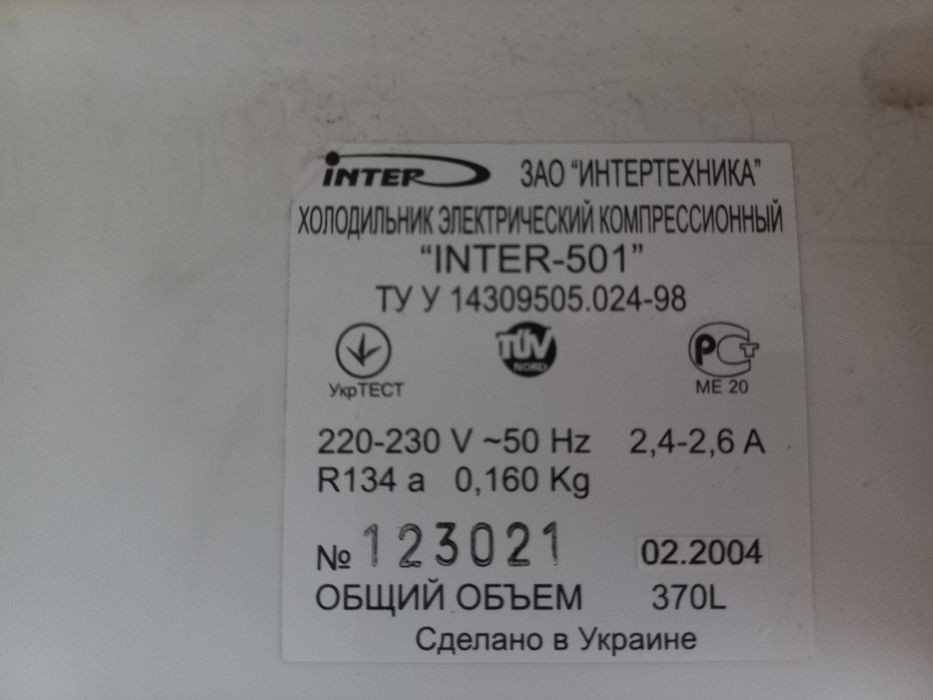 INTER ЗАО “ИНТЕРТЕХНИКА”
ХОЛОДИЛЬНИК ЭЛЕКТРИЧЕСКИЙ КОМПРЕССИОННЫЙ
“INTER-501”
ТУ У 14309505.024-98
УкрТЕСТ
TÜV
NORD
РСТ
МЕ 20
220-230 V ~50 Hz 2,4-2,6 A
R134 a 0,160 Kg
№ 123021 02.2004
ОБЩИЙ ОБЪЕМ 370L
Сделано в Украине